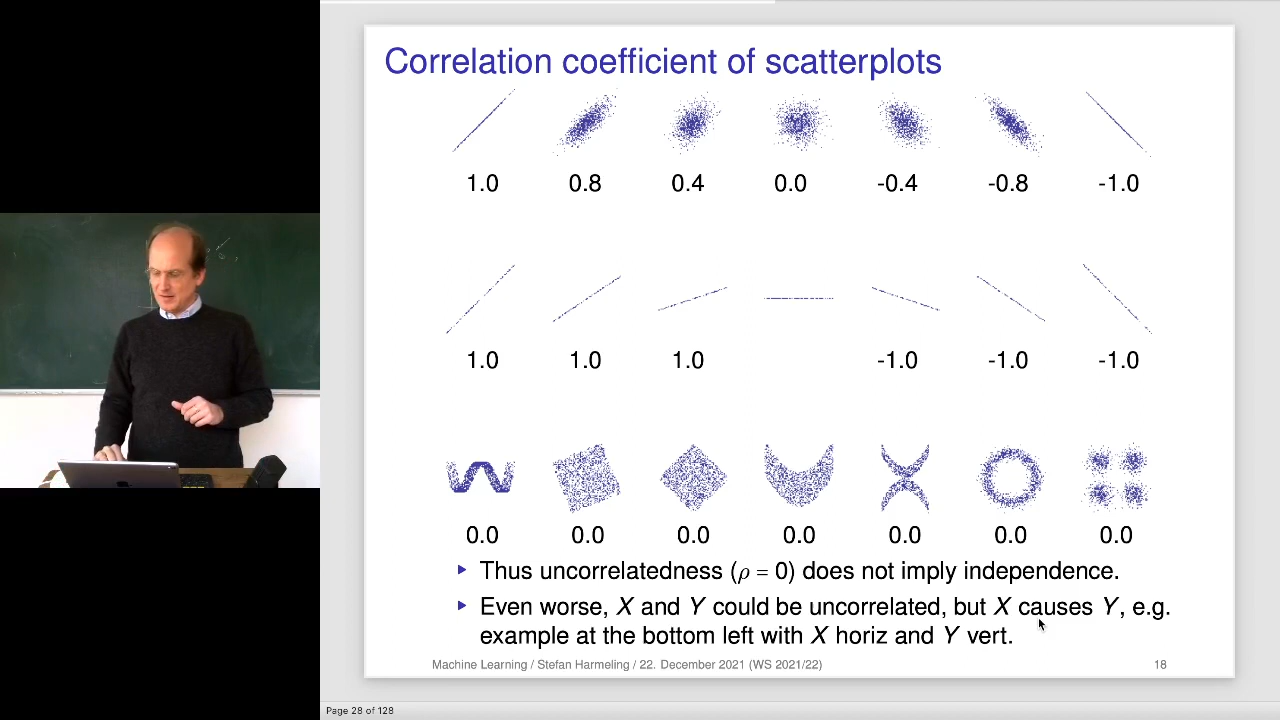 Correlation coefficient of scatterplots
1.0 0.8 0.4 0.0 -0.4 -0.8 -1.0
1.0 1.0 1.0 -1.0 -1.0 -1.0
0.0 0.0 0.0 0.0 0.0 0.0 0.0
Thus uncorrelatedness (ρ = 0) does not imply independence.
Even worse, X and Y could be uncorrelated, but X causes Y, e.g.
example at the bottom left with X horiz and Y vert.
Machine Learning / Stefan Harmeling / 22. December 2021 (WS 2021/22) 18
Page 28 of 128